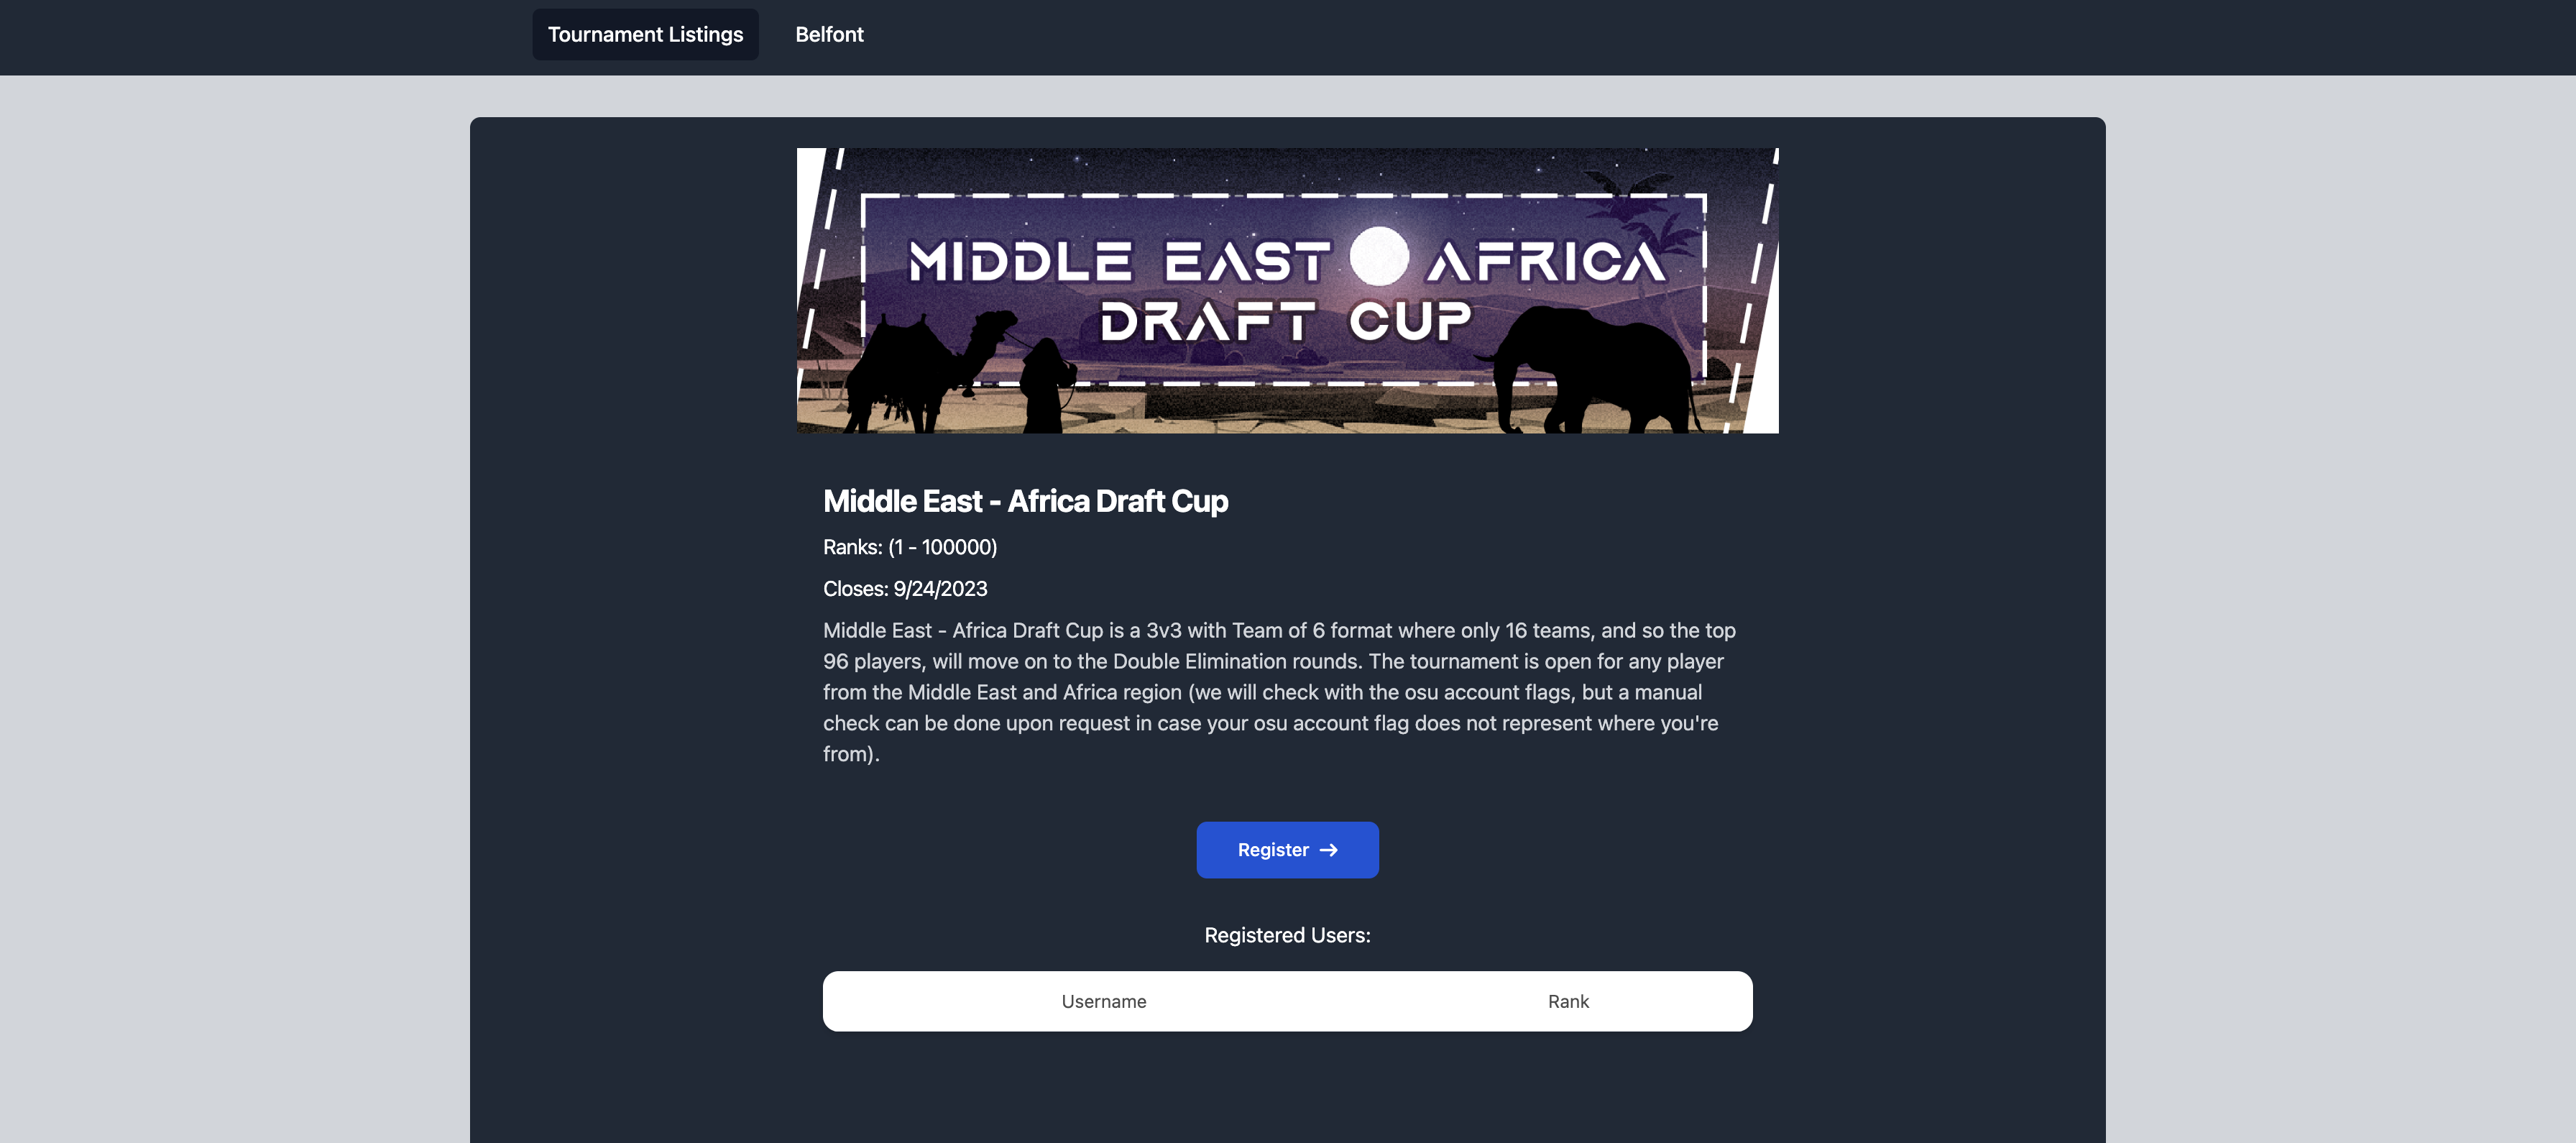 Tournament Listings Belfont
MIDDLE EAST AFRICA
DRAFT CUP
Middle East - Africa Draft Cup
Ranks: (1 - 100000)
Closes: 9/24/2023
Middle East - Africa Draft Cup is a 3v3 with Team of 6 format where only 16 teams, and so the top
96 players, will move on to the Double Elimination rounds. The tournament is open for any player
from the Middle East and Africa region (we will check with the osu account flags, but a manual
check can be done upon request in case your osu account flag does not represent where you're
from).
Register →
Registered Users:
Username Rank